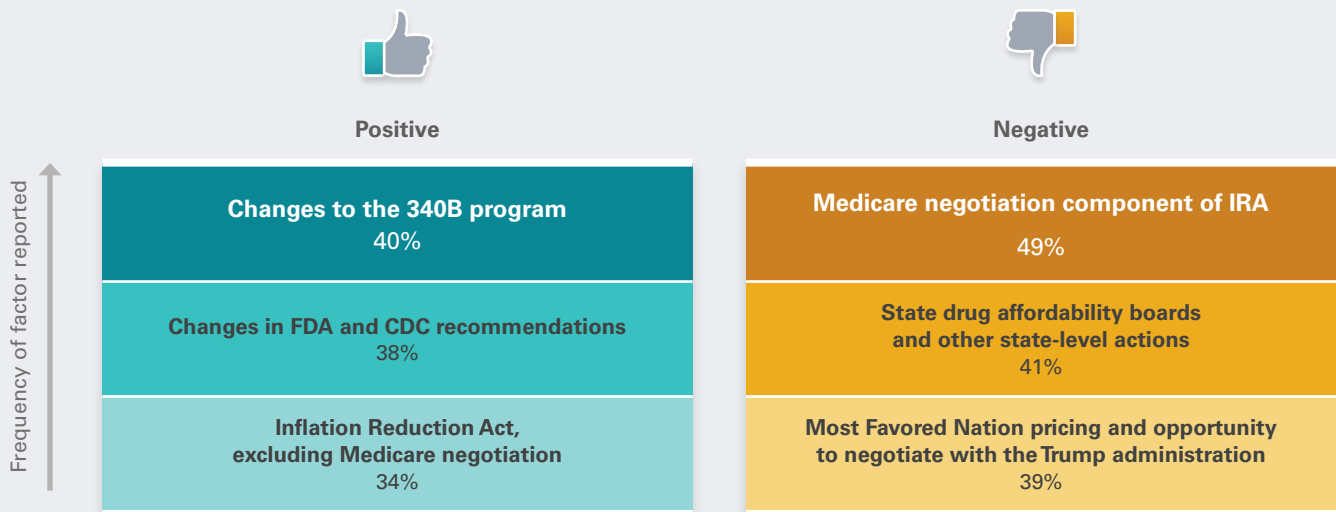 Positive
Negative
Frequency of factor reported
Changes to the 340B program
40%
Changes in FDA and CDC recommendations
38%
Inflation Reduction Act,
excluding Medicare negotiation
34%
Medicare negotiation component of IRA
49%
State drug affordability boards
and other state-level actions
41%
Most Favored Nation pricing and opportunity
to negotiate with the Trump administration
39%